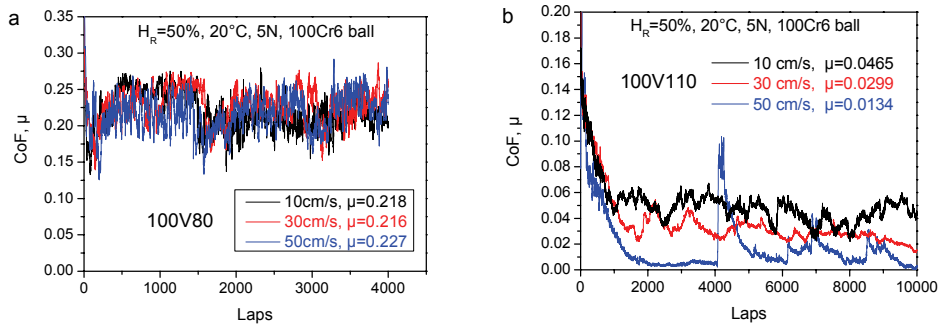 a
H_R=50%, 20°C, 5N, 100Cr6 ball
0.35
0.30
0.25
0.20
0.15
0.10
0.05
0.00
CoF, μ
100V80
10cm/s, μ=0.218
30cm/s, μ=0.216
50cm/s, μ=0.227
0 1000 2000 3000 4000
Laps
b
H_R=50%, 20°C, 5N, 100Cr6 ball
0.20
0.18
0.16
0.14
0.12
0.10
0.08
0.06
0.04
0.02
0.00
CoF, μ
100V110
10 cm/s, μ=0.0465
30 cm/s, μ=0.0299
50 cm/s, μ=0.0134
0 2000 4000 6000 8000 10000
Laps